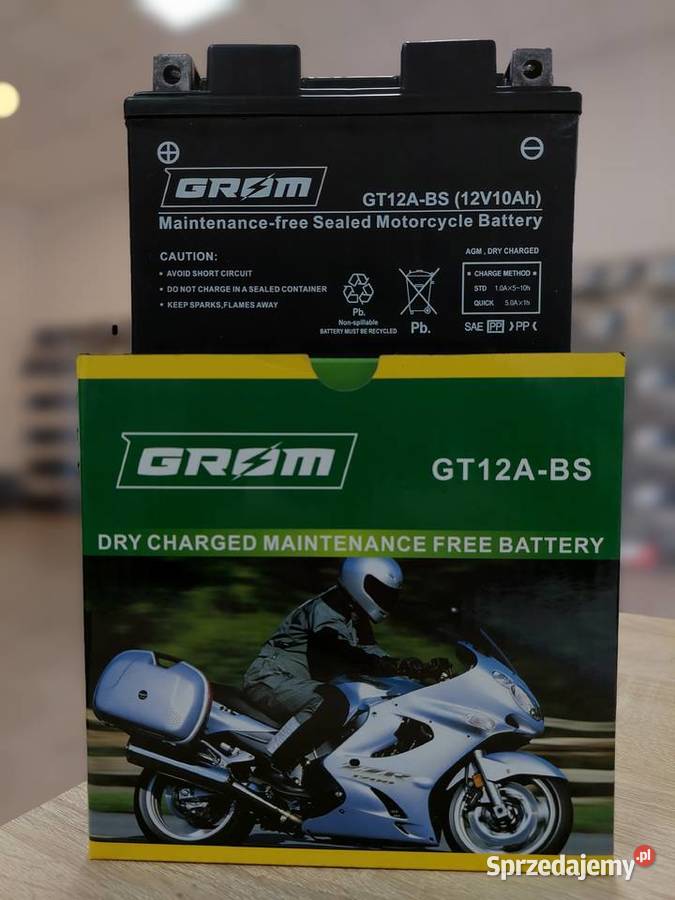 GROM
GT12A-BS (12V10Ah)
Maintenance-free Sealed Motorcycle Battery
CAUTION:
• AVOID SHORT CIRCUIT
• DO NOT CHARGE IN A SEALED CONTAINER
• KEEP SPARKS,FLAMES AWAY
Pb.
Non-spillable
BATTERY MUST BE RECYCLED
Pb.
AGM , DRY CHARGED
CHARGE METHOD
STD 1.0A×5~10h
QUICK 5.0A×1h
SAE PP >PP<
GROM
GT12A-BS
DRY CHARGED MAINTENANCE FREE BATTERY
ZZR
1200
Sprzedajemy.pl